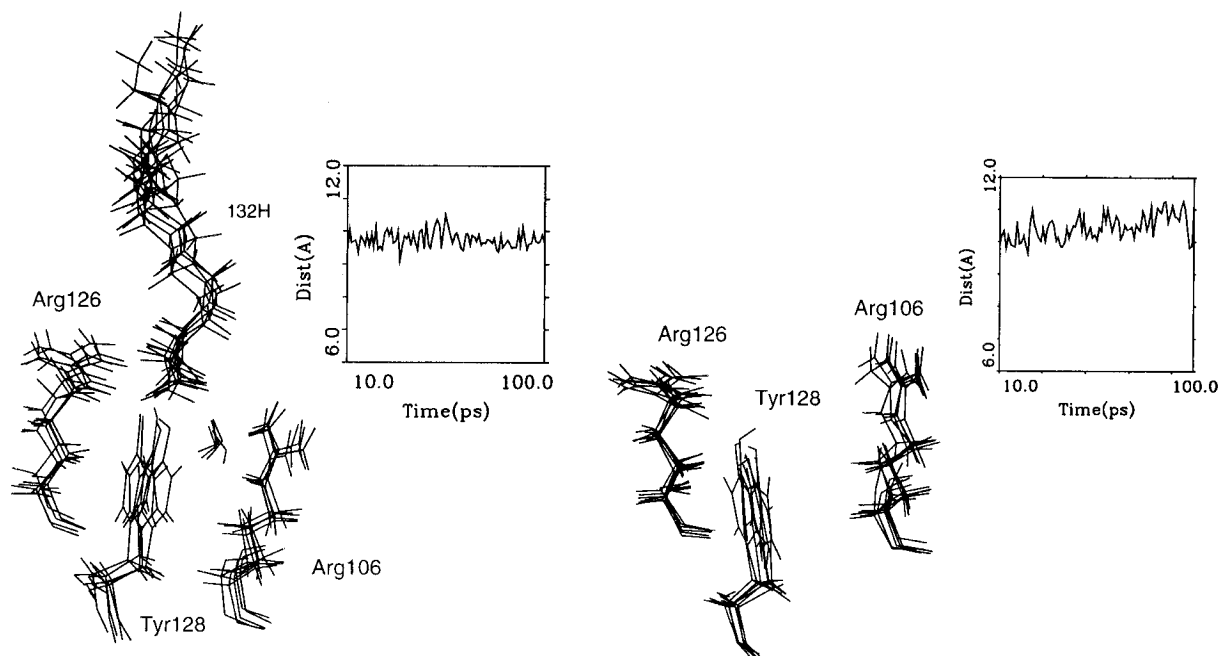 132H
Arg126
Arg106
Tyr128
12.0
6.0
Dist(A)
10.0
100.0
Time(ps)
Arg126
Tyr128
Arg106
12.0
6.0
Dist(A)
10.0
100.0
Time(ps)